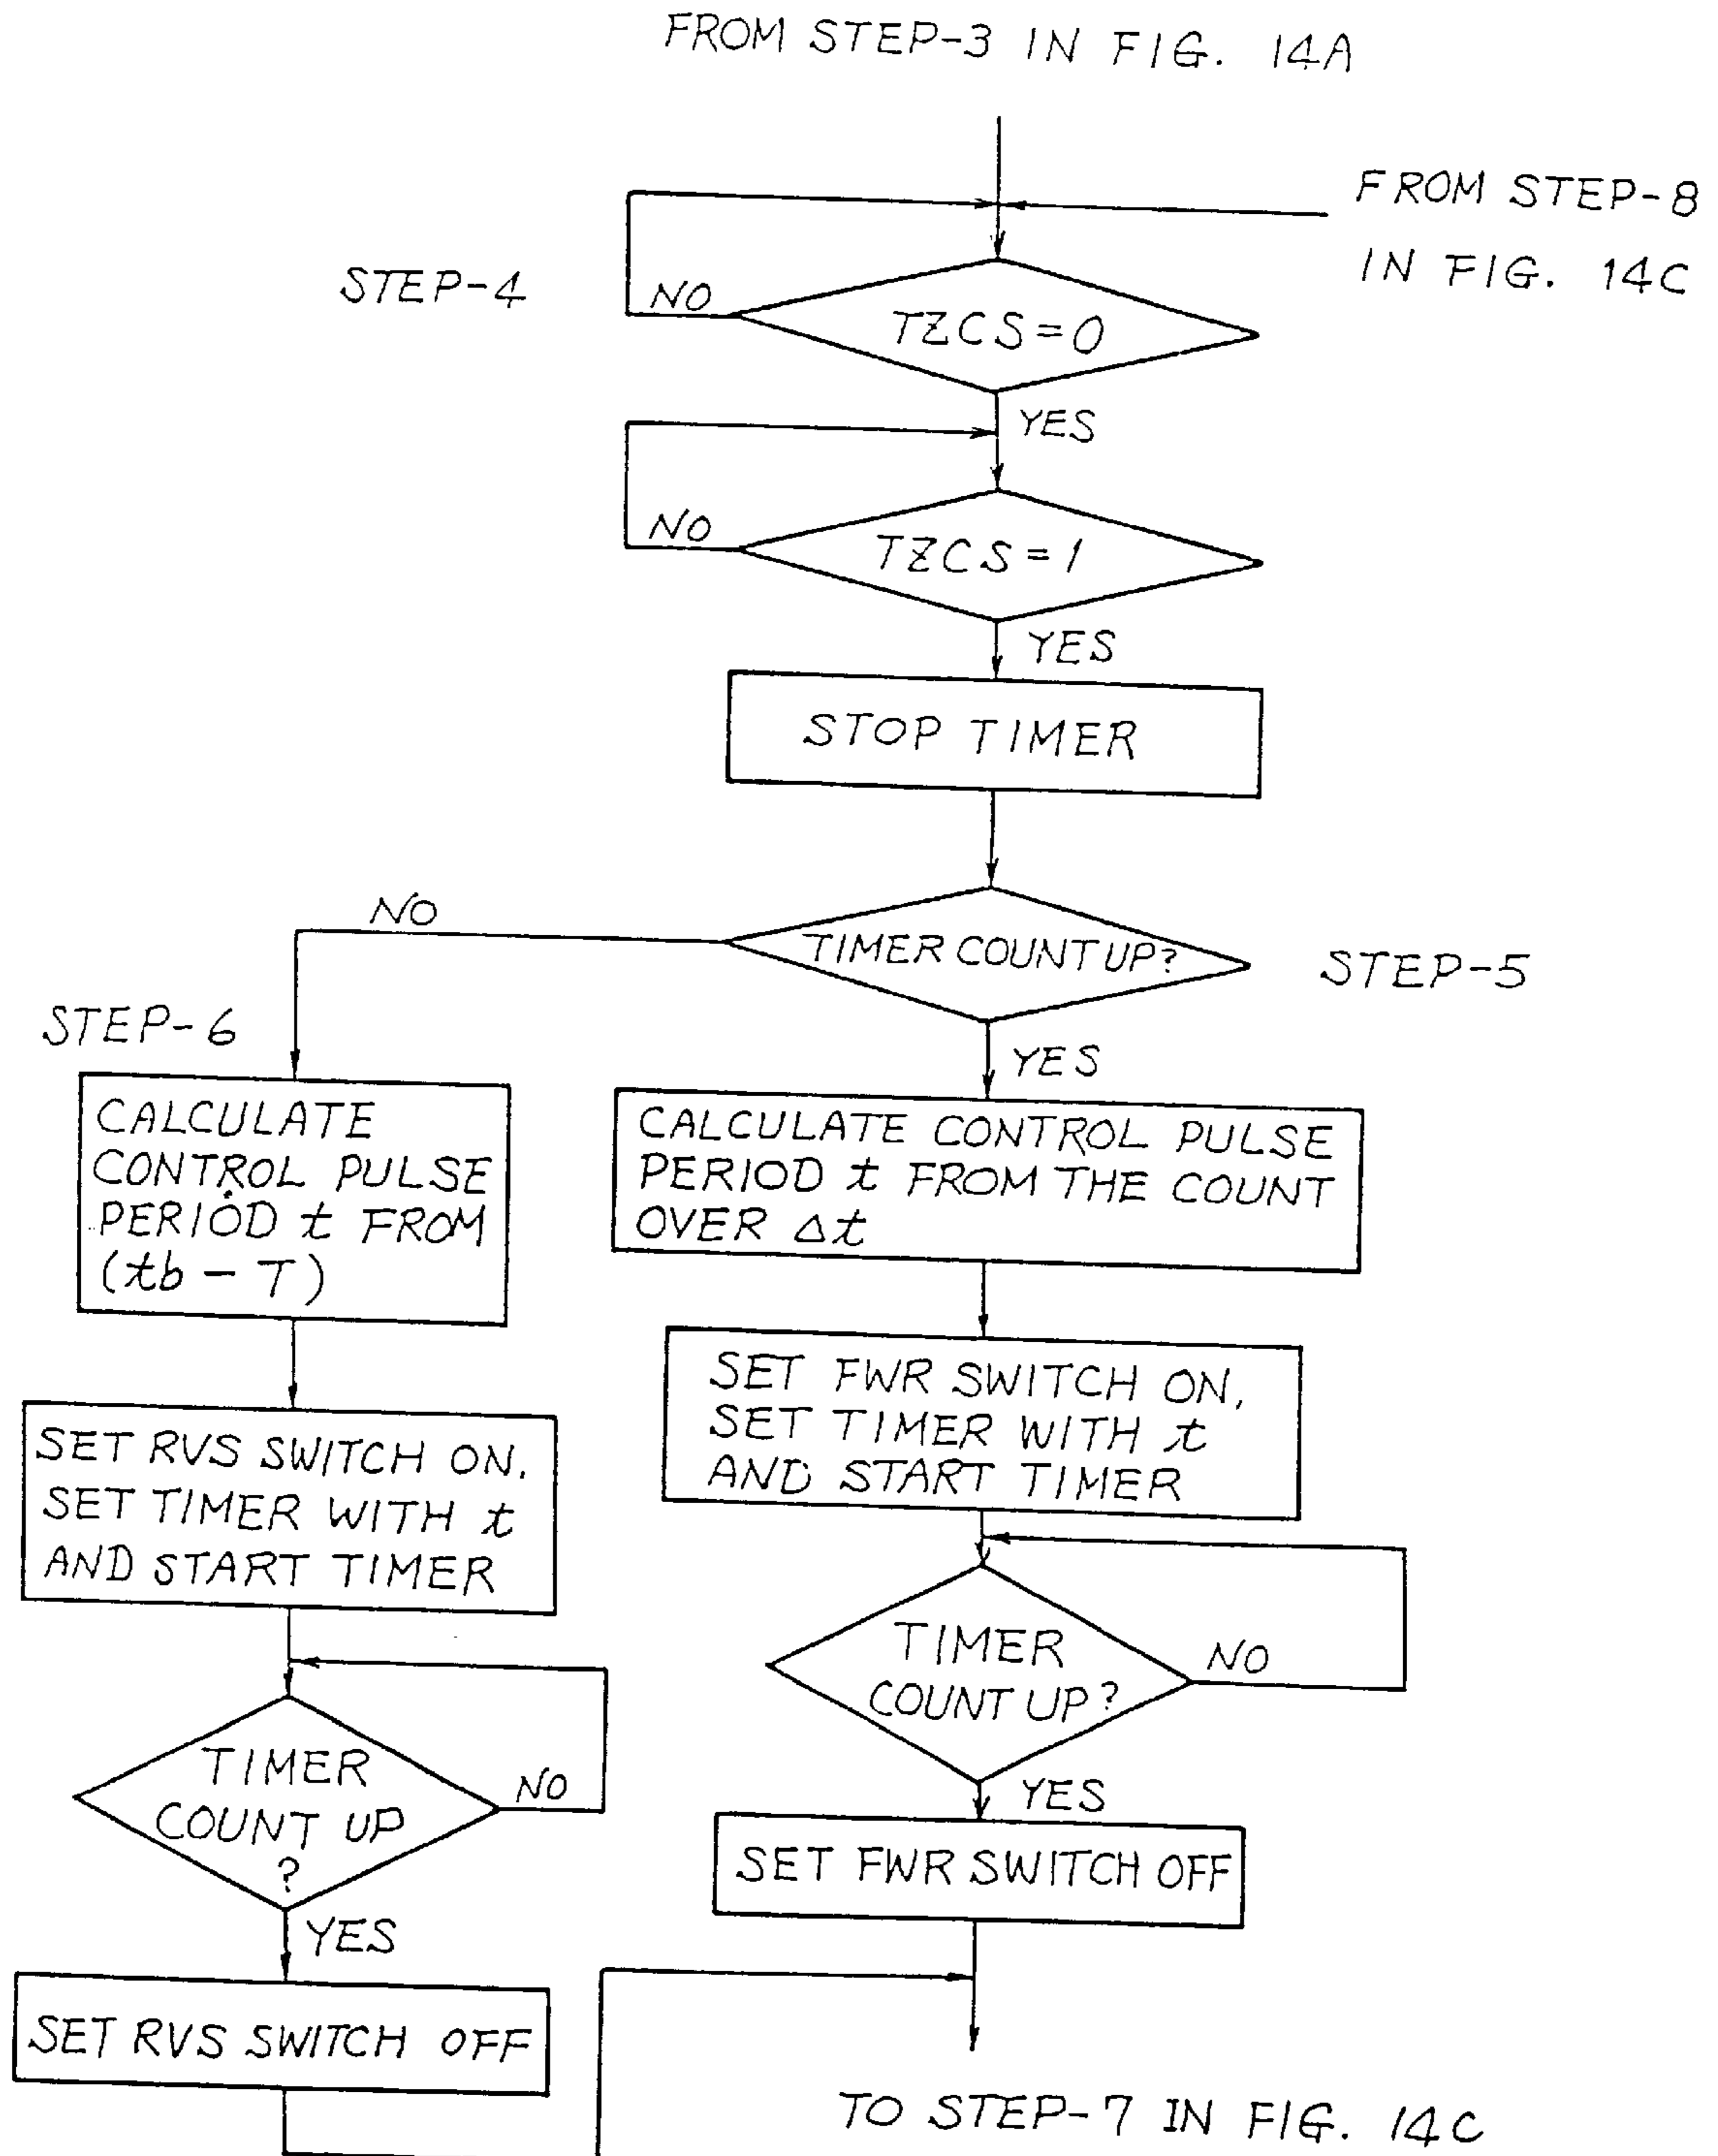 FROM STEP-3 IN FIG. 14A
FROM STEP-8
IN FIG. 14C
STEP-4
NO
TZCS=0
YES
NO
TZCS=1
YES
STOP TIMER
NO
TIMER COUNT UP?
STEP-5
STEP-6
YES
CALCULATE
CONTROL PULSE
PERIOD t FROM
(tb - T)
CALCULATE CONTROL PULSE
PERIOD t FROM THE COUNT
OVER Δt
SET FWR SWITCH ON,
SET TIMER WITH t
AND START TIMER
SET RVS SWITCH ON,
SET TIMER WITH t
AND START TIMER
TIMER
COUNT UP?
NO
YES
TIMER
COUNT UP
?
NO
YES
SET FWR SWITCH OFF
SET RVS SWITCH OFF
TO STEP-7 IN FIG. 14C